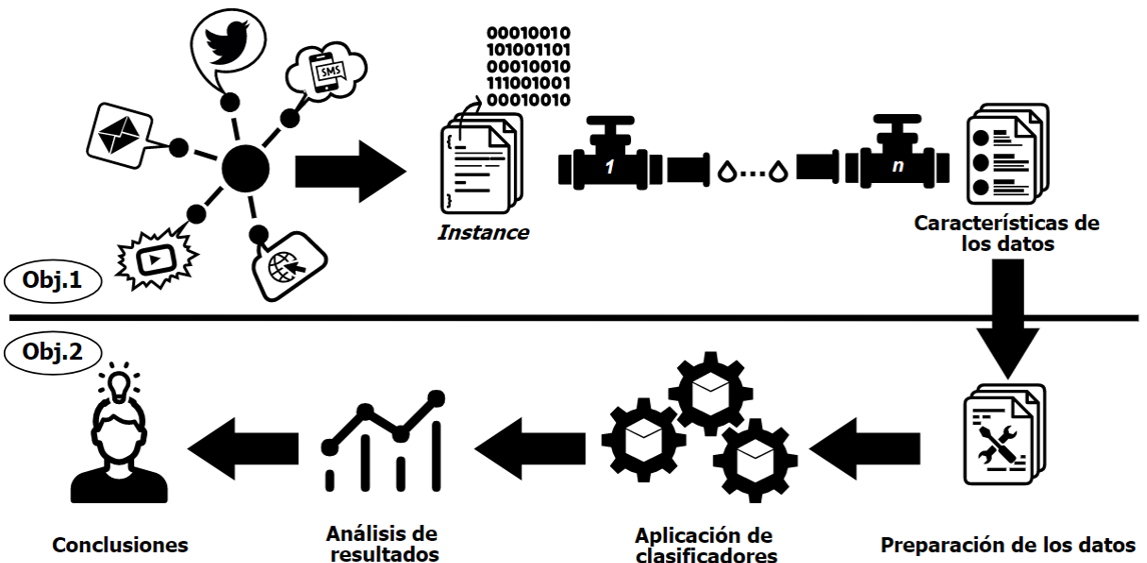 SMS
00010010
101001101
00010010
111001001
00010010
{
}
1
n
Instance
Características de
los datos
Obj.1
Obj.2
Conclusiones
Análisis de
resultados
Aplicación de
clasificadores
Preparación de los datos